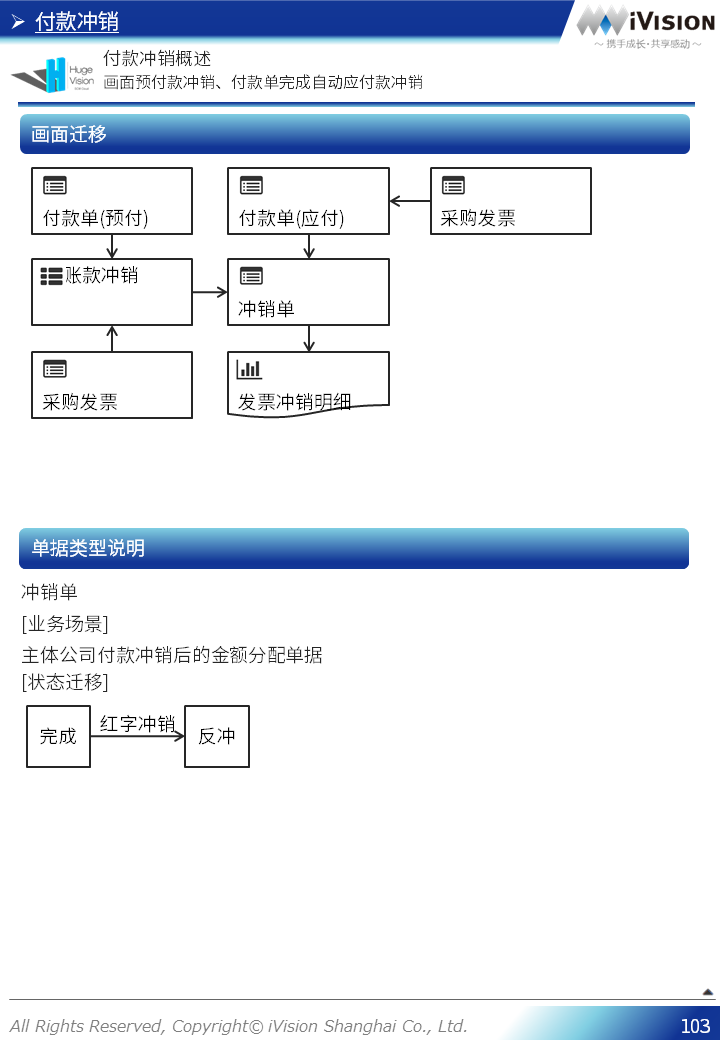 付款冲销
iVISION
～携手成长·共享感动～
Huge
Vision
付款冲销概述
画面预付款冲销、付款单完成自动应付款冲销
画面迁移
付款单(预付)
付款单(应付)
采购发票
账款冲销
冲销单
采购发票
发票冲销明细
单据类型说明
冲销单
[业务场景]
主体公司付款冲销后的金额分配单据
[状态迁移]
完成
红字冲销
反冲
All Rights Reserved, Copyright© iVision Shanghai Co., Ltd.
103